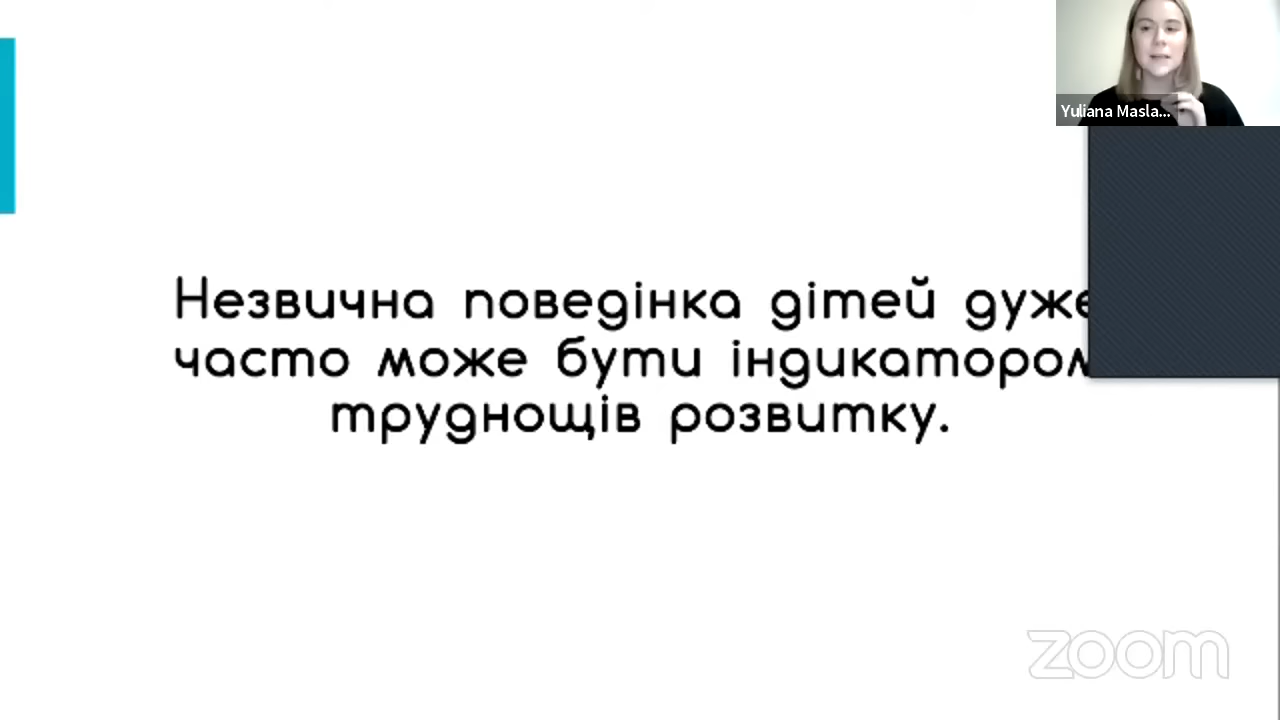 Yuliana Masla...
Незвична поведінка дітей дуже
часто може бути індикатором
труднощів розвитку.
zoom